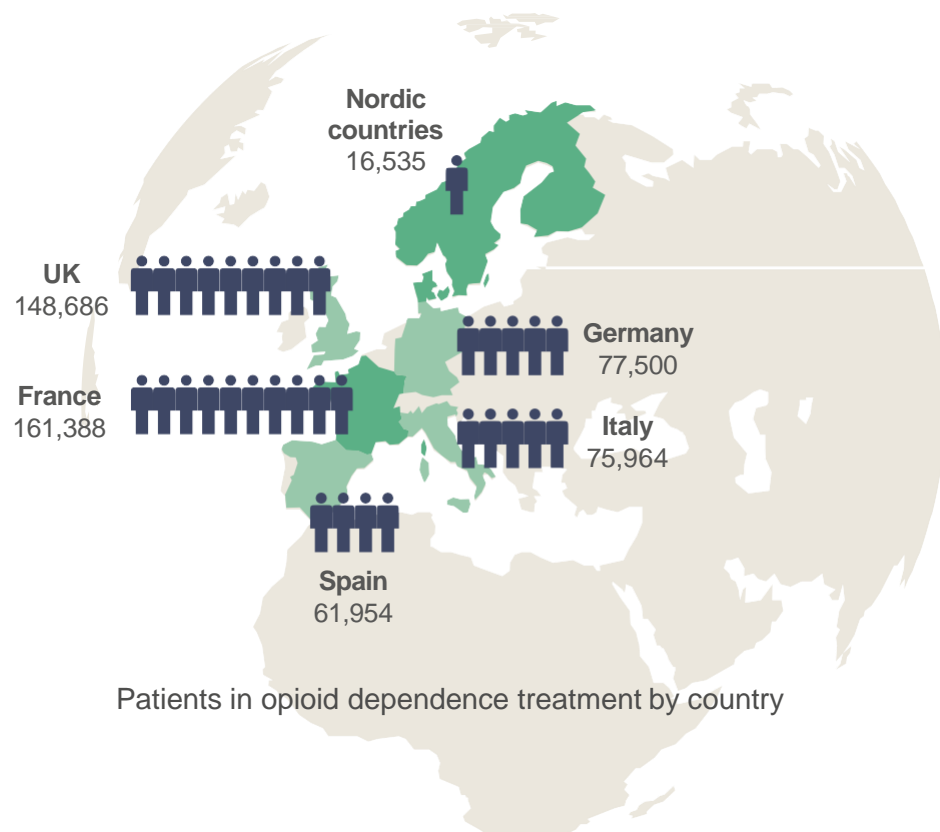 Nordic
countries
16,535
UK
148,686
Germany
77,500
France
161,388
Italy
75,964
Spain
61,954
Patients in opioid dependence treatment by country